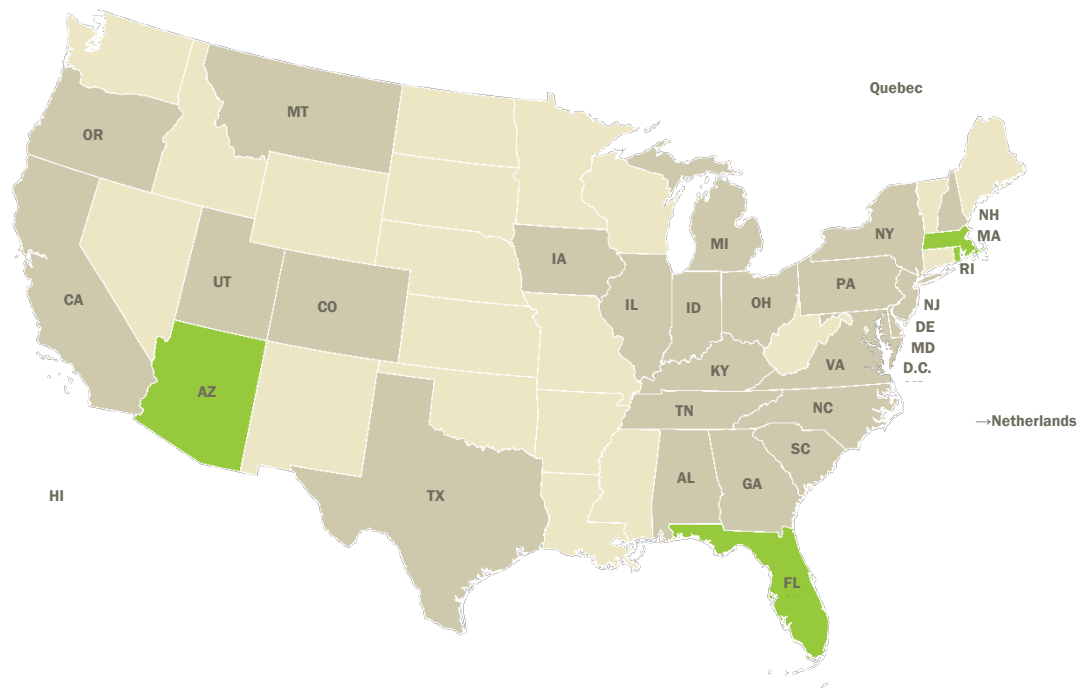 Quebec
MT
OR
NH
NY
MA
MI
IA
RI
UT
PA
CA
IL
ID
OH
NJ
CO
DE
MD
VA
D.C.
KY
AZ
NC
TN
→Netherlands
SC
AL
GA
HI
TX
FL